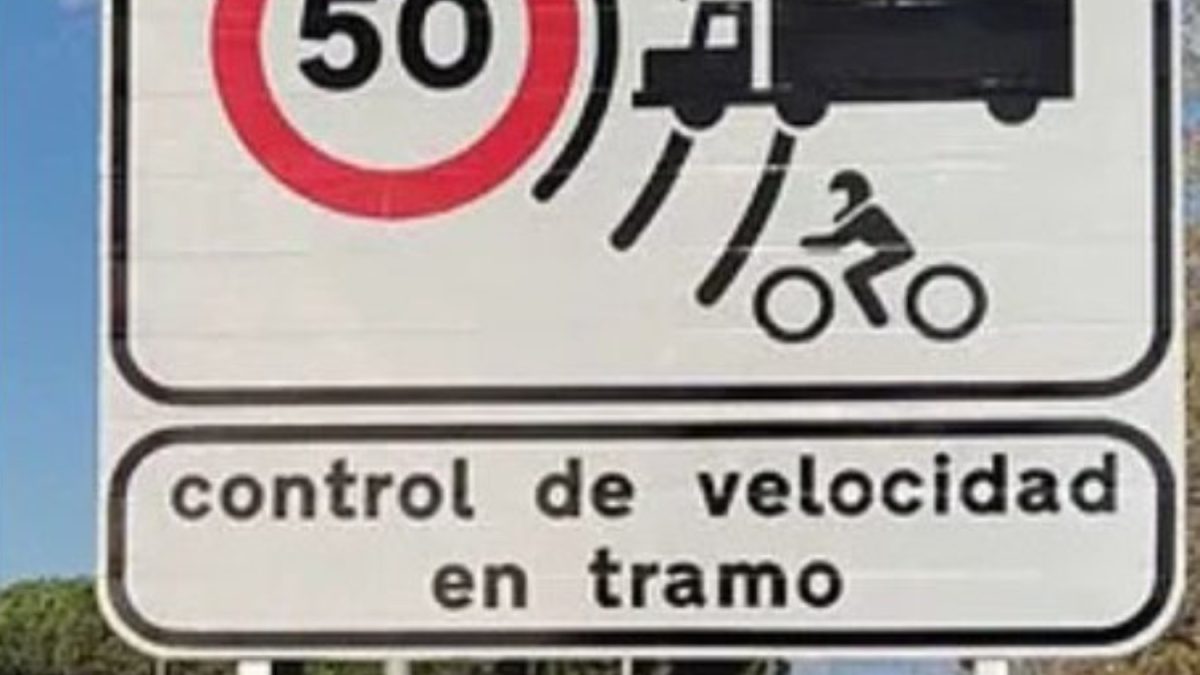 50
control de velocidad
en tramo